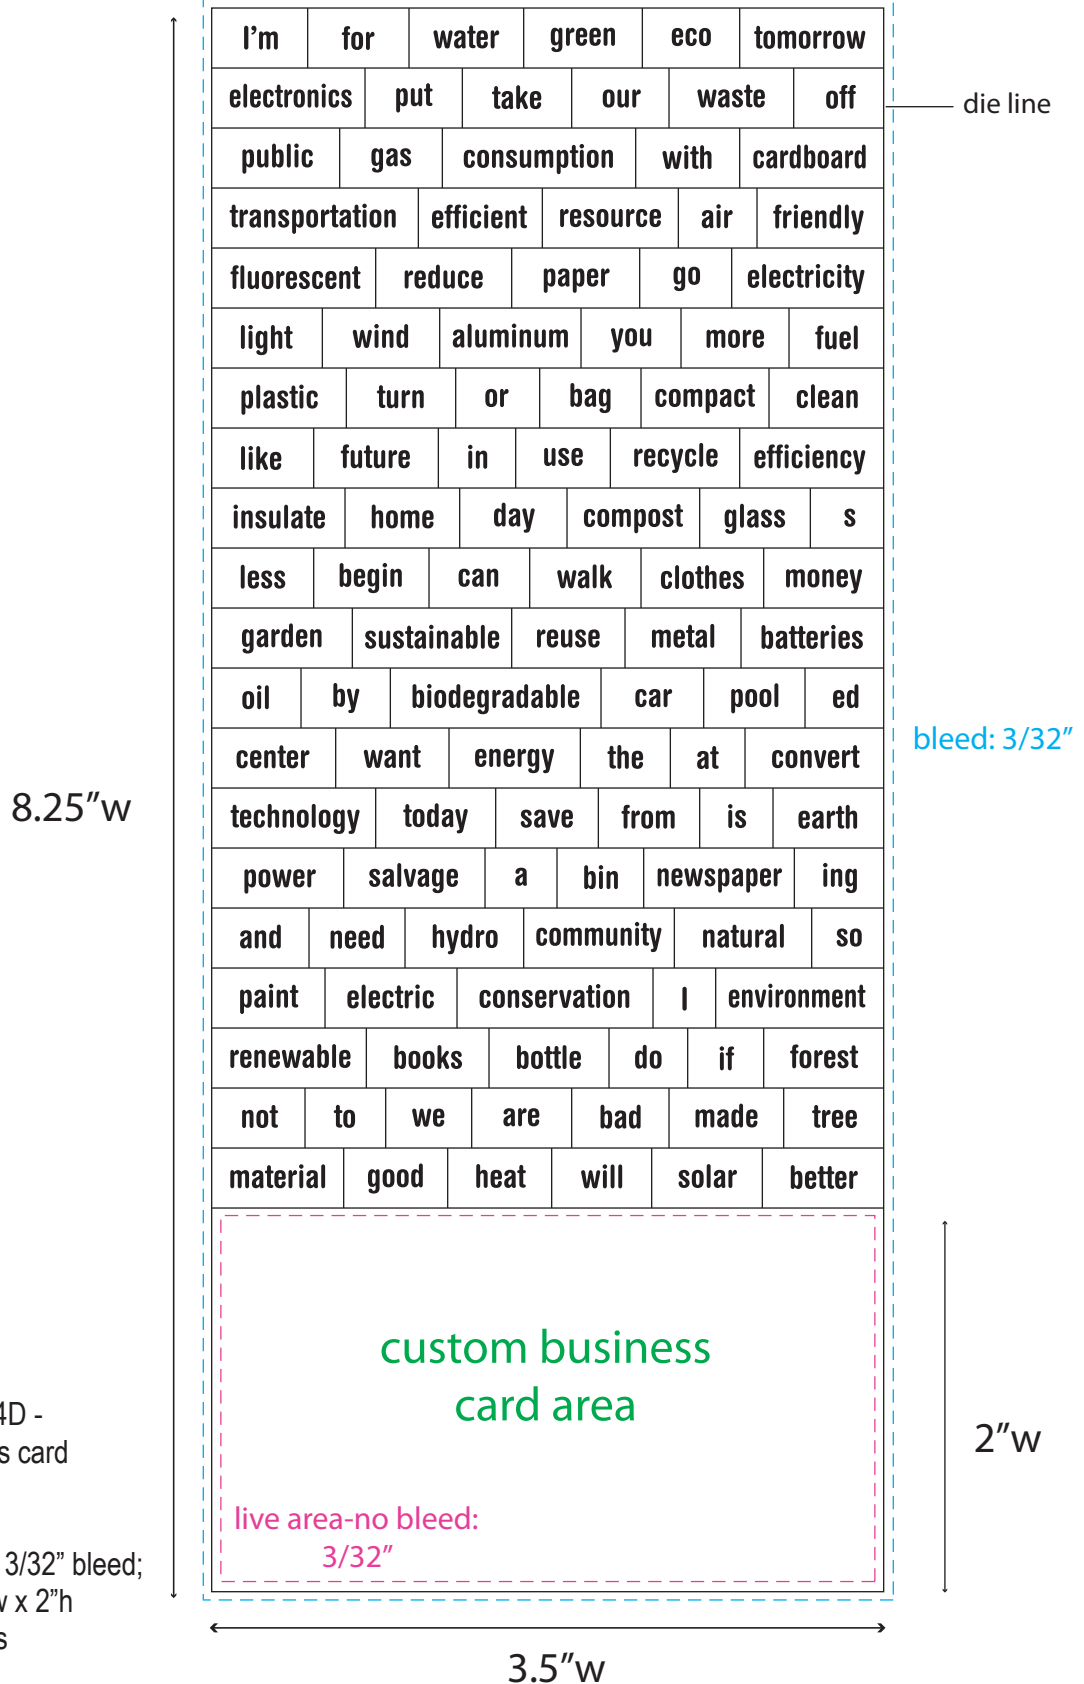 I'm for water green eco tomorrow
electronics put take our waste off
die line
public gas consumption with cardboard
transportation efficient resource air friendly
fluorescent reduce paper go electricity
light wind aluminum you more fuel
plastic turn or bag compact clean
like future in use recycle efficiency
insulate home day compost glass s
less begin can walk clothes money
garden sustainable reuse metal batteries
oil by biodegradable car pool ed
bleed: 3/32"
center want energy the at convert
8.25"w
technology today save from is earth
power salvage a bin newspaper ing
and need hydro community natural so
paint electric conservation I environment
renewable books bottle do if forest
not to we are bad made tree
material good heat will solar better
custom business
card area
4D -
s card
2"w
live area-no bleed:
3/32"
3/32" bleed;
x 2"h
s
3.5"w